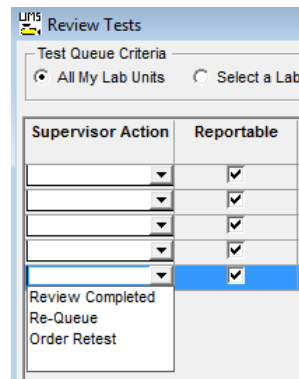 LIMS
Review Tests
Test Queue Criteria
All My Lab Units Select a Lab
Supervisor Action Reportable
Review Completed
Re-Queue
Order Retest